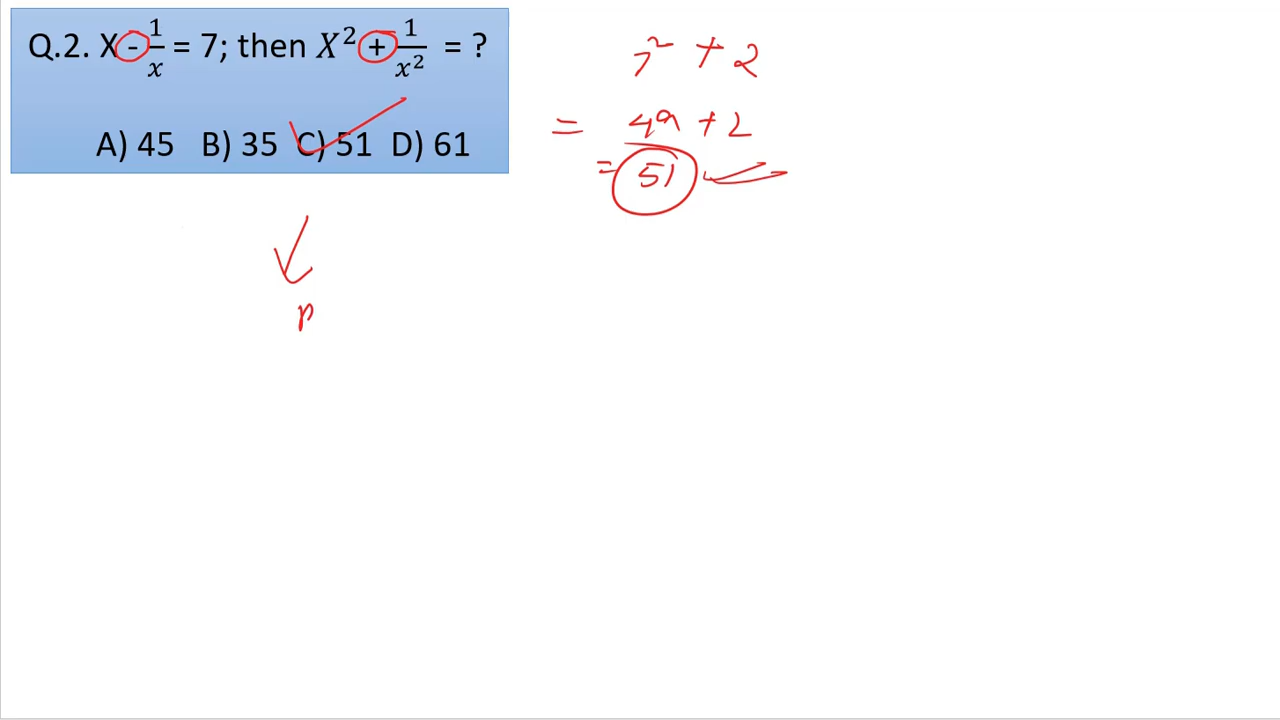 Q.2. X - 1/x = 7; then X² + 1/x² = ?
A) 45 B) 35 C) 51 D) 61
7² + 2
= 49 + 2
= 51
p